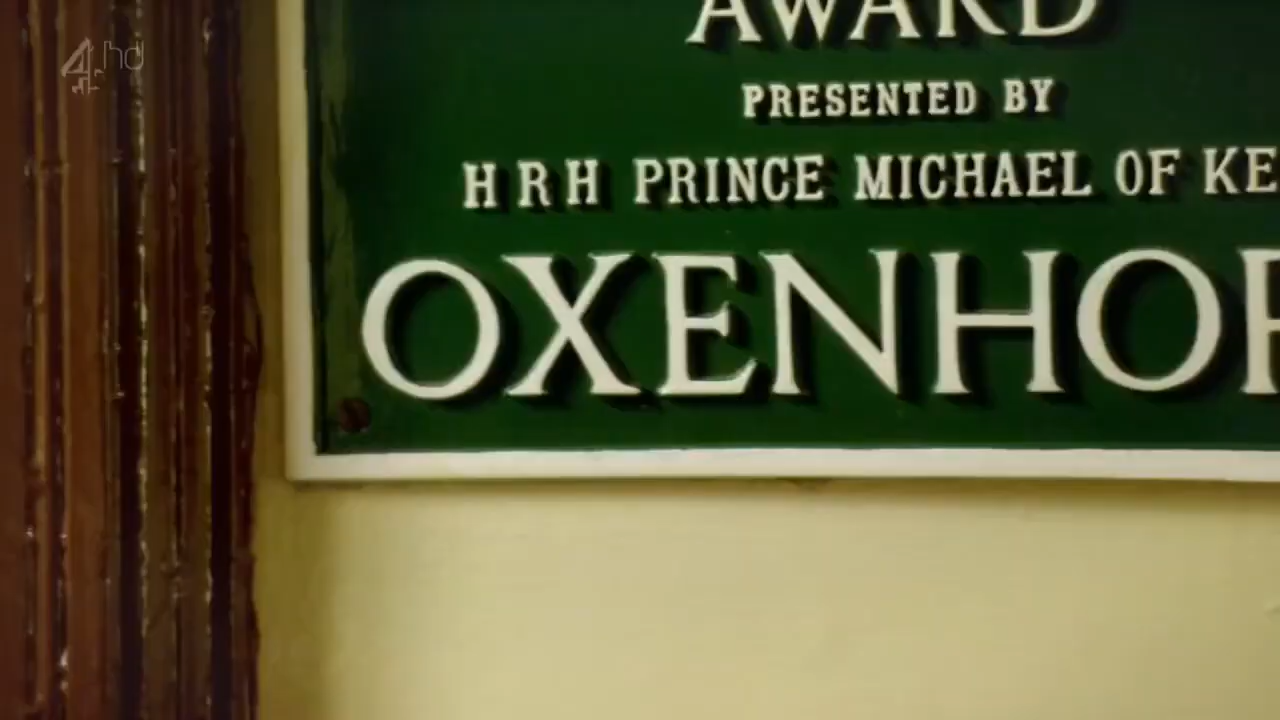 4hd
AWARD
PRESENTED BY
H R H PRINCE MICHAEL OF KE
OXENHO